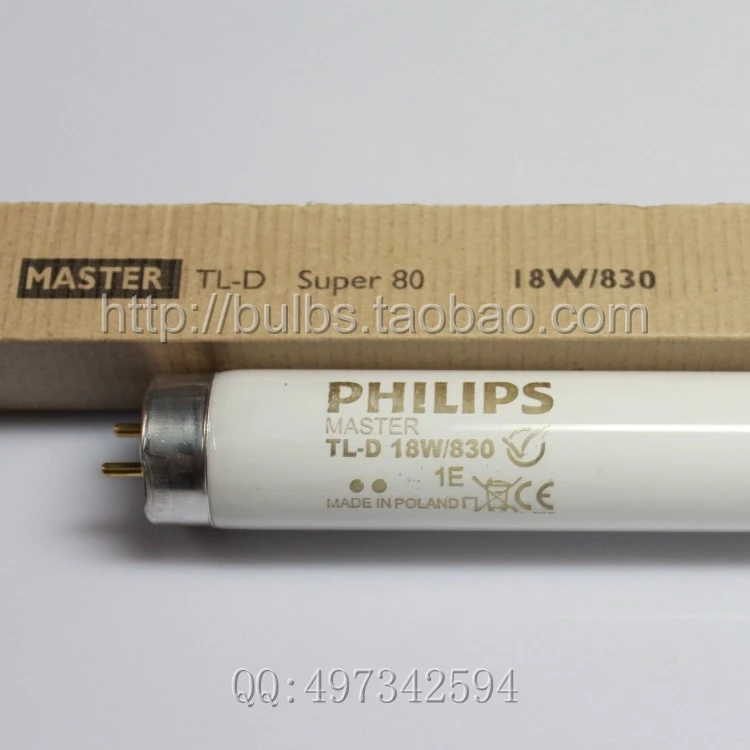 MASTER TL-D Super 80 18W/830
http://bulbs.taobao.com
PHILIPS
MASTER
TL-D 18W/830
1E
MADE IN POLAND CE
QQ:497342594